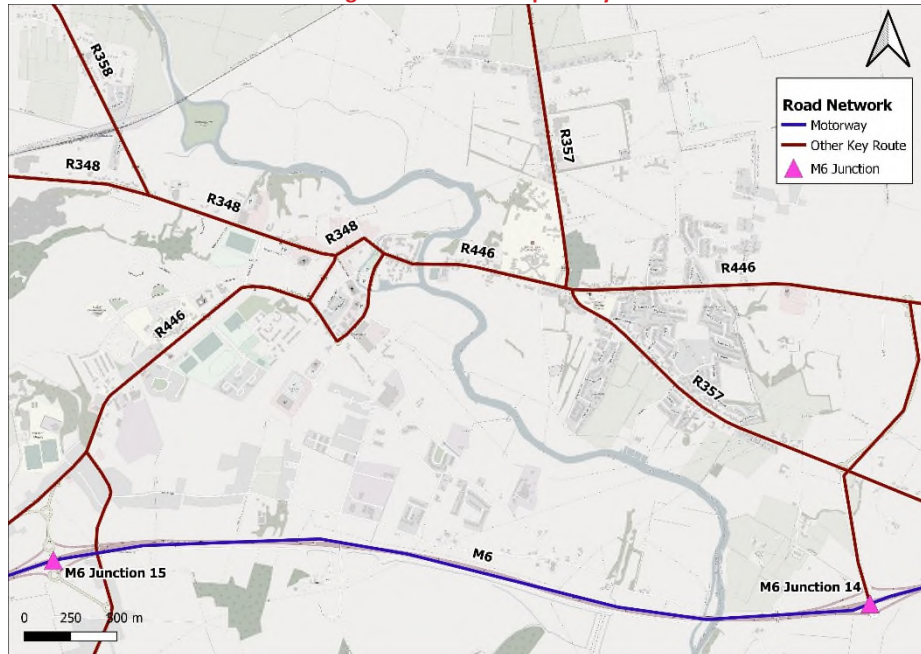 R358
R357
Road Network
Motorway
Other Key Route
M6 Junction
R348
R348
R348
R446
R446
R446
R357
M6
M6 Junction 15
M6 Junction 14
0 250 500 m